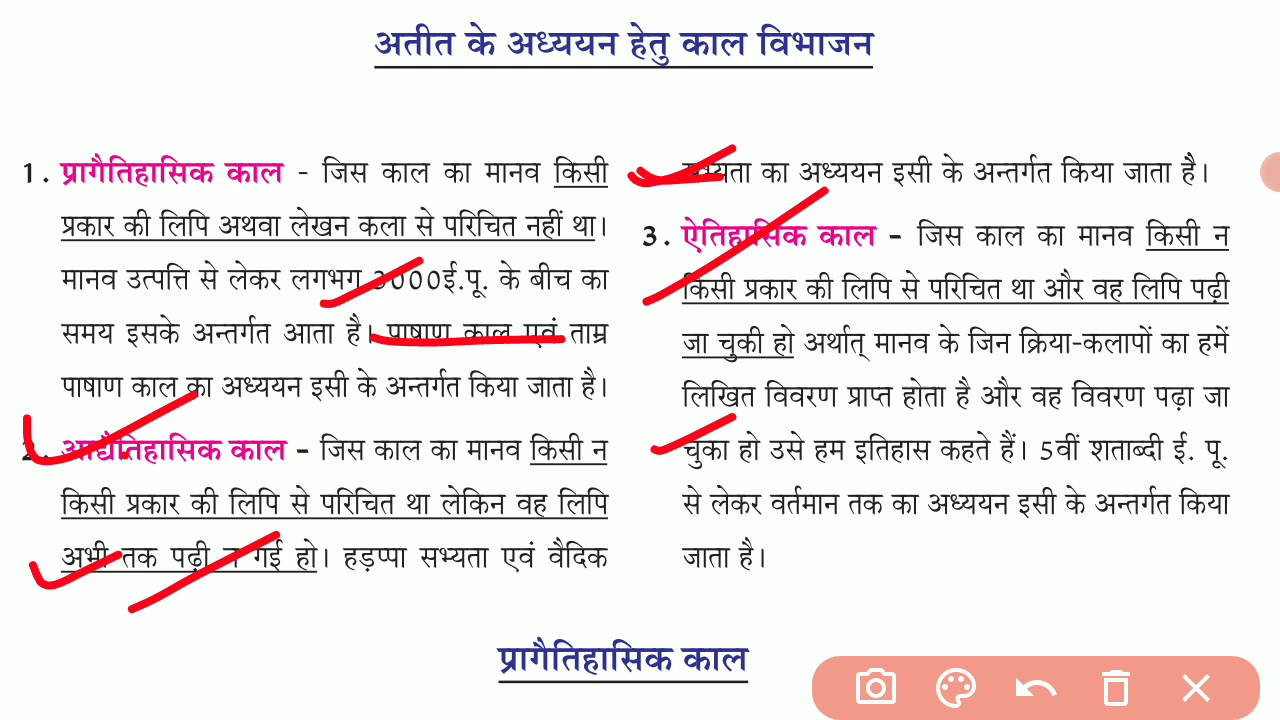 अतीत के अध्ययन हेतु काल विभाजन
1. प्रागैतिहासिक काल - जिस काल का मानव किसी
प्रकार की लिपि अथवा लेखन कला से परिचित नहीं था।
मानव उत्पत्ति से लेकर लगभग 3000ई.पू. के बीच का
समय इसके अन्तर्गत आता है। पाषाण काल एवं ताम्र
पाषाण काल का अध्ययन इसी के अन्तर्गत किया जाता है।
2. आद्यैतिहासिक काल – जिस काल का मानव किसी न
किसी प्रकार की लिपि से परिचित था लेकिन वह लिपि
अभी तक पढ़ी न गई हो। हड़प्पा सभ्यता एवं वैदिक
सभ्यता का अध्ययन इसी के अन्तर्गत किया जाता है।
3. ऐतिहासिक काल – जिस काल का मानव किसी न
किसी प्रकार की लिपि से परिचित था और वह लिपि पढ़ी
जा चुकी हो अर्थात् मानव के जिन क्रिया-कलापों का हमें
लिखित विवरण प्राप्त होता है और वह विवरण पढ़ा जा
चुका हो उसे हम इतिहास कहते हैं। 5वीं शताब्दी ई. पू.
से लेकर वर्तमान तक का अध्ययन इसी के अन्तर्गत किया
जाता है।
प्रागैतिहासिक काल